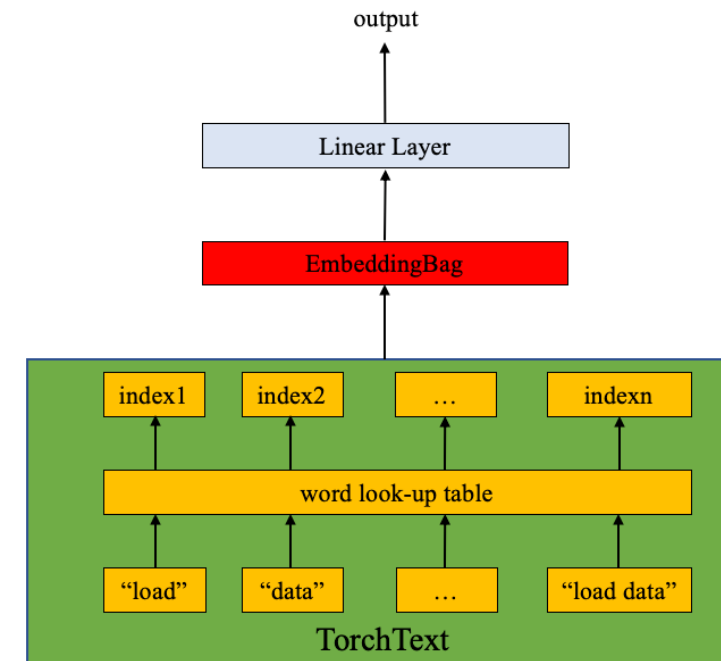 output
Linear Layer
EmbeddingBag
index1 index2 … indexn
word look-up table
“load” “data” … “load data”
TorchText